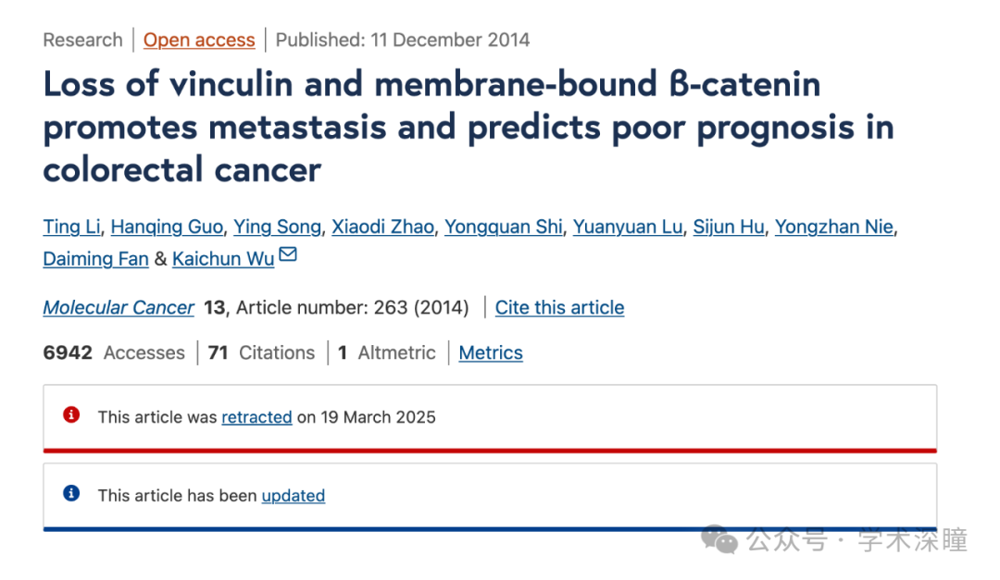 Research | Open access | Published: 11 December 2014
Loss of vinculin and membrane-bound ß-catenin
promotes metastasis and predicts poor prognosis in
colorectal cancer
Ting Li, Hanqing Guo, Ying Song, Xiaodi Zhao, Yongquan Shi, Yuanyuan Lu, Sijun Hu, Yongzhan Nie,
Daiming Fan & Kaichun Wu
Molecular Cancer 13, Article number: 263 (2014) | Cite this article
6942 Accesses | 71 Citations | 1 Altmetric | Metrics
This article was retracted on 19 March 2025
This article has been updated
公众号 · 学术深瞳